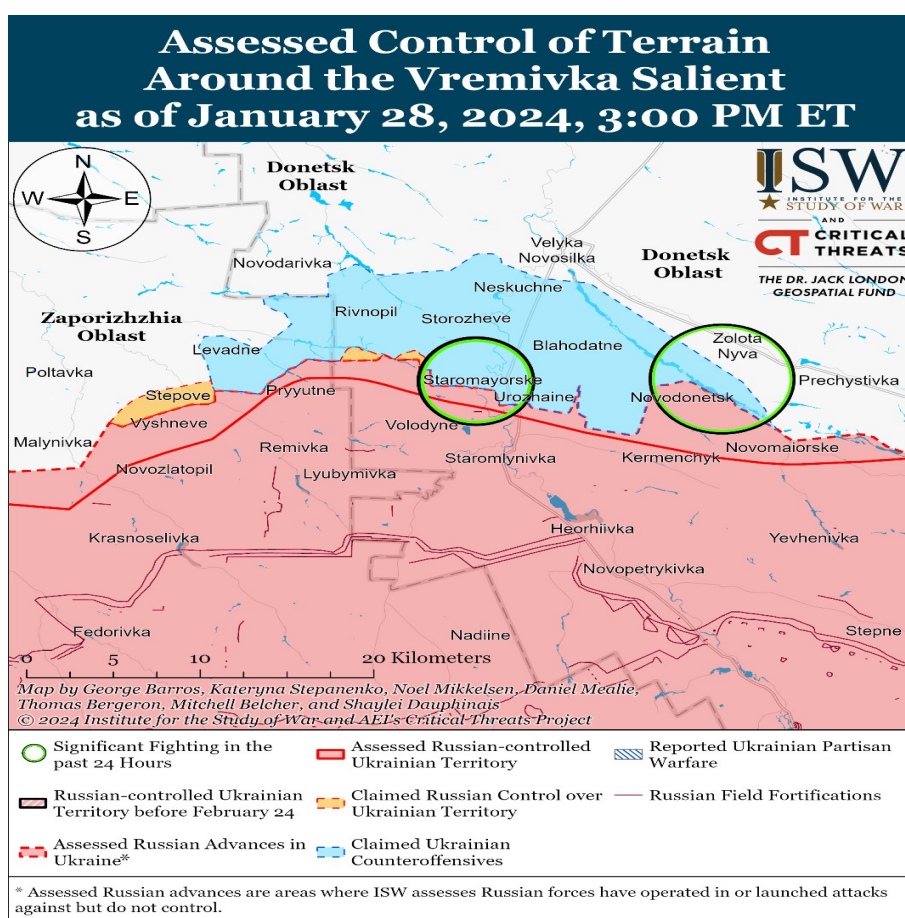 Assessed Control of Terrain
Around the Vremivka Salient
as of January 28, 2024, 3:00 PM ET
N
W
E
S
Donetsk
Oblast
ISW
INSTITUTE FOR THE
STUDY OF WAR
AND
CT CRITICAL
THREATS
THE DR. JACK LONDON
GEOSPATIAL FUND
Velyka
Novosilka
Donetsk
Oblast
Novodarivka
Neskuchne
Rivnopil
Storozheve
Zaporizhzhia
Oblast
Levadne
Blahodatne
Zolota
Nyva
Poltavka
Stepove
Pryyutne
Staromayorske
Urozhaine
Novodonetsk
Prechystivka
Malynivka
Vyshneve
Volodyne
Remivka
Staromlynivka
Kermenchyk
Novomaiorske
Novozlatopil
Lyubymivka
Krasnoselivka
Heorhiivka
Yevhenivka
Novopetrykivka
Fedorivka
Nadiine
Stepne
0 5 10 20 Kilometers
Map by George Barros, Kateryna Stepanenko, Noel Mikkelsen, Daniel Mealie,
Thomas Bergeron, Mitchell Belcher, and Shaylei Dauphinais
© 2024 Institute for the Study of War and AEI's Critical Threats Project
Significant Fighting in the
past 24 Hours
Russian-controlled Ukrainian
Territory before February 24
Assessed Russian Advances in
Ukraine*
Assessed Russian-controlled
Ukrainian Territory
Claimed Russian Control over
Ukrainian Territory
Claimed Ukrainian
Counteroffensives
Reported Ukrainian Partisan
Warfare
Russian Field Fortifications
* Assessed Russian advances are areas where ISW assesses Russian forces have operated in or launched attacks
against but do not control.